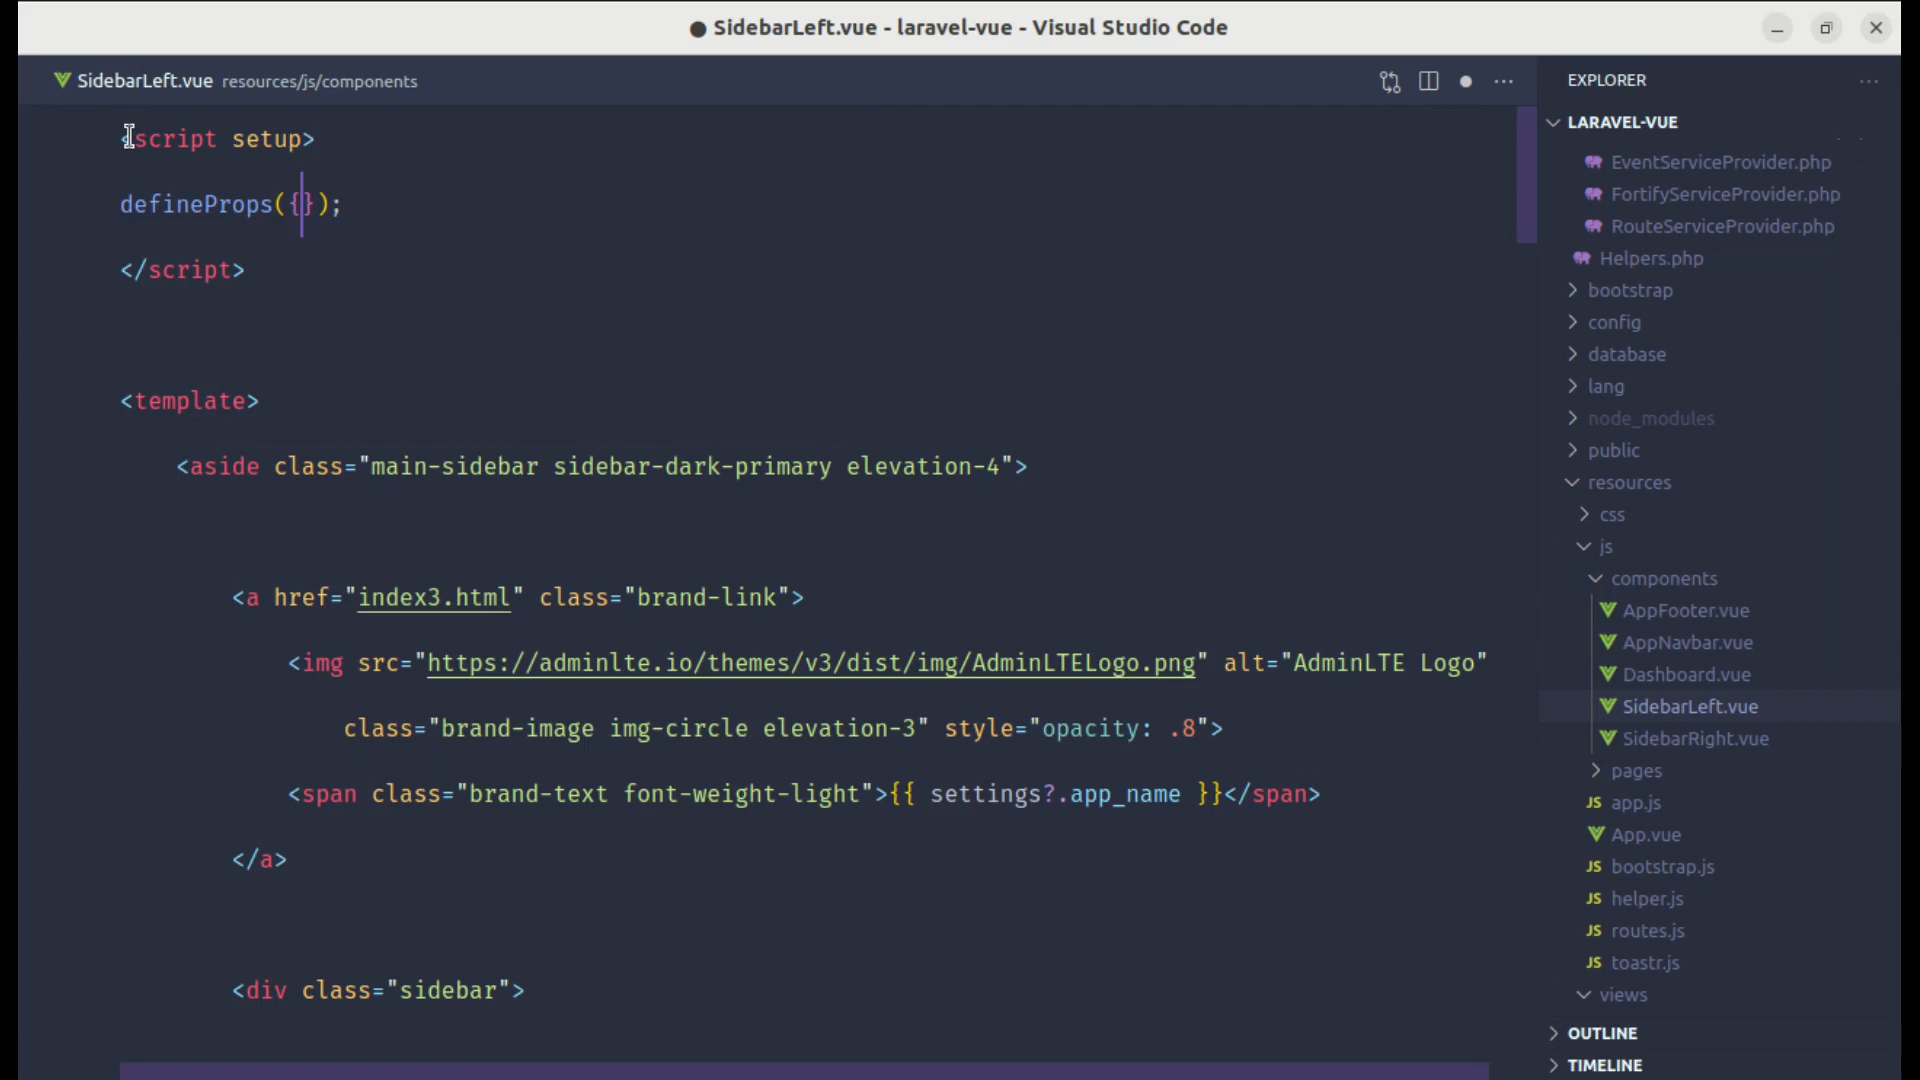 ● SidebarLeft.vue - laravel-vue - Visual Studio Code
SidebarLeft.vue resources/js/components
<script setup>
defineProps({});
</script>
<template>
<aside class="main-sidebar sidebar-dark-primary elevation-4">
<a href="index3.html" class="brand-link">
<img src="https://adminlte.io/themes/v3/dist/img/AdminLTELogo.png" alt="AdminLTE Logo"
class="brand-image img-circle elevation-3" style="opacity: .8">
<span class="brand-text font-weight-light">{{ settings?.app_name }}</span>
</a>
<div class="sidebar">
EXPLORER
LARAVEL-VUE
EventServiceProvider.php
FortifyServiceProvider.php
RouteServiceProvider.php
Helpers.php
bootstrap
config
database
lang
node_modules
public
resources
css
js
components
AppFooter.vue
AppNavbar.vue
Dashboard.vue
SidebarLeft.vue
SidebarRight.vue
pages
JS app.js
App.vue
JS bootstrap.js
JS helper.js
JS routes.js
JS toastr.js
views
OUTLINE
TIMELINE